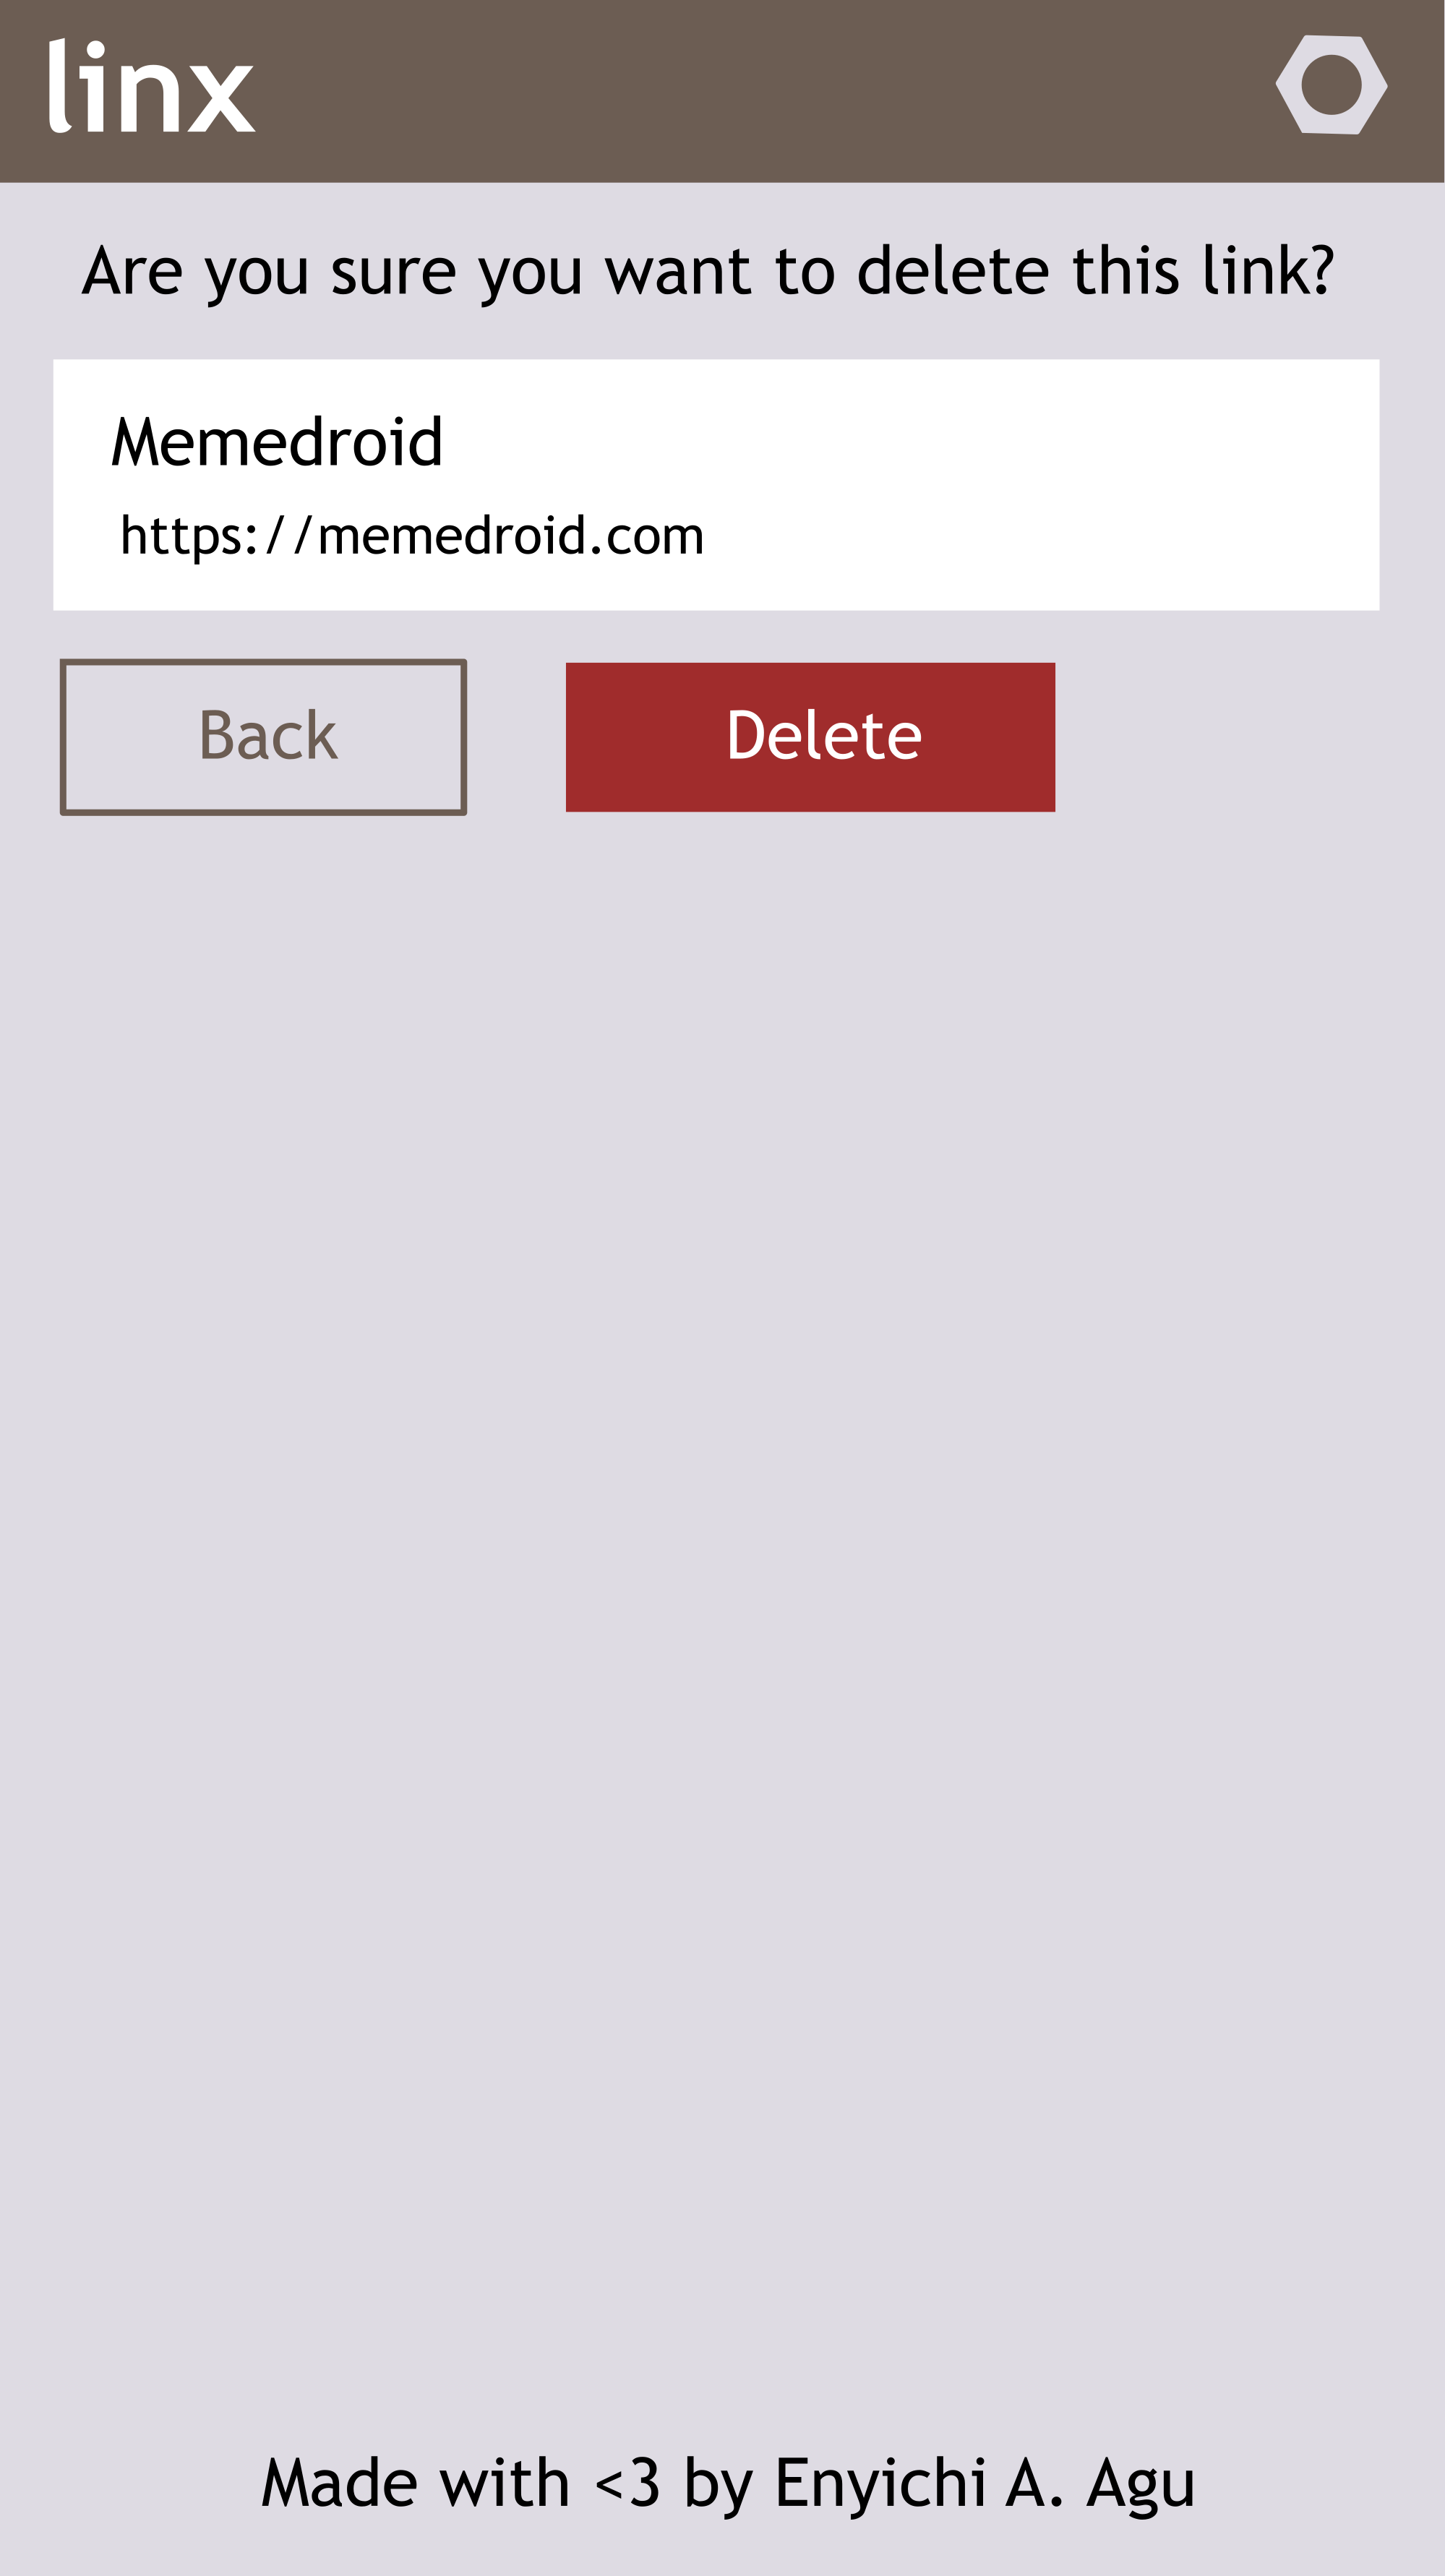 linx
Are you sure you want to delete this link?
Memedroid
https://memedroid.com
Back
Delete
Made with <3 by Enyichi A. Agu